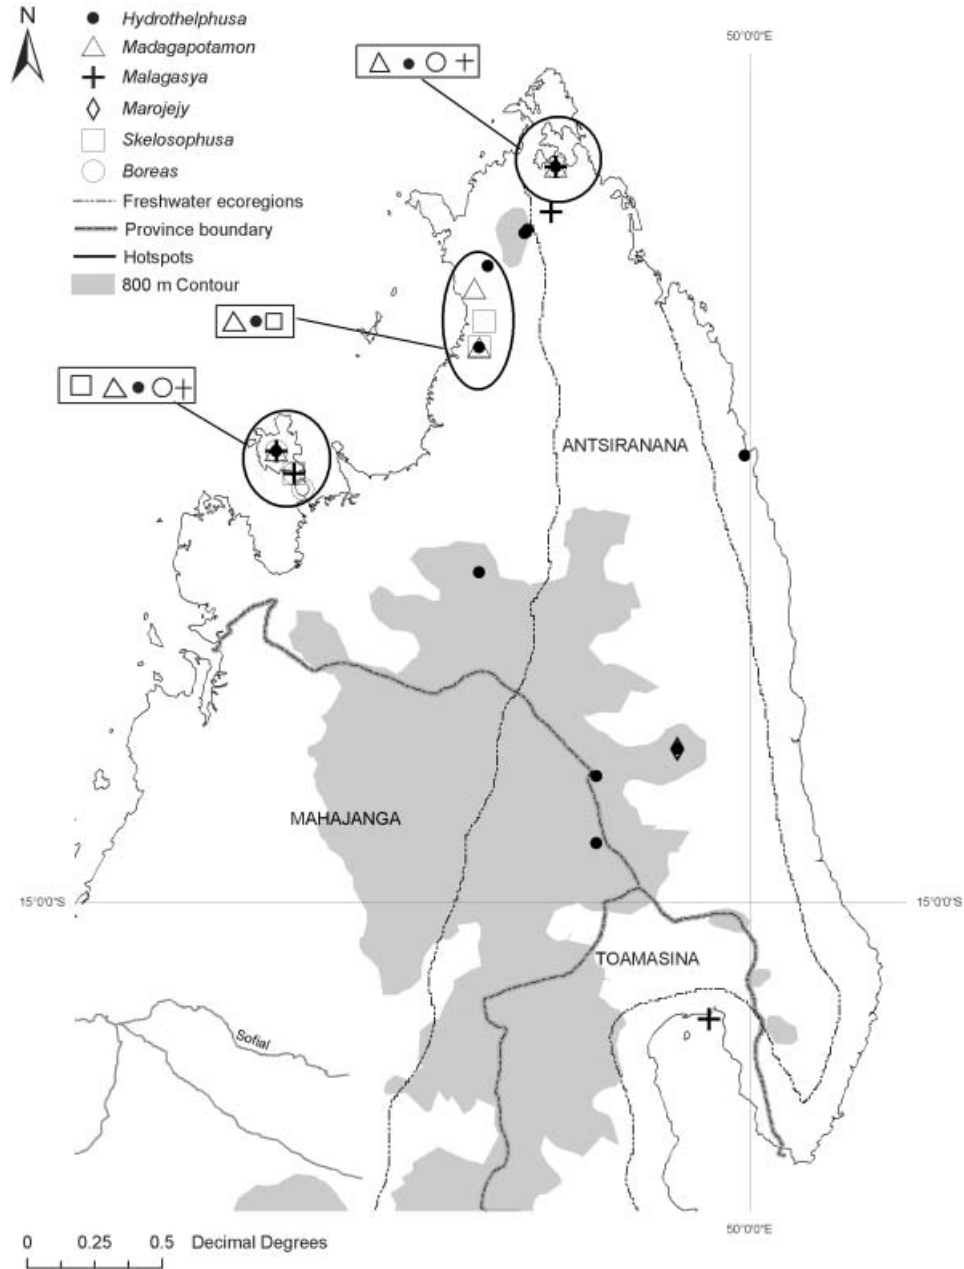 N
50°0'0"E
Hydrothelphusa
Madagapotamon
Malagasya
Marojejy
Skelosophusa
Boreas
Freshwater ecoregions
Province boundary
Hotspots
800 m Contour
ANTSIRANANA
MAHAJANGA
15°0'0"S 15°0'0"S
TOAMASINA
Sofial
50°0'0"E
0 0.25 0.5 Decimal Degrees